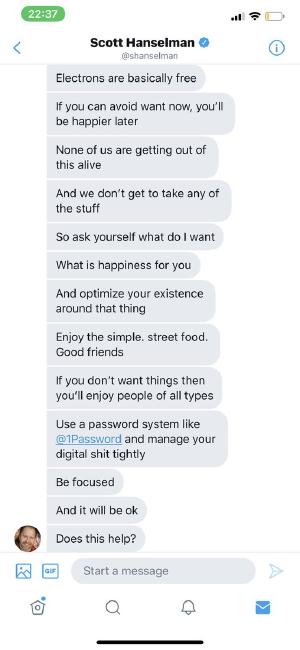 22:37
Scott Hanselman
@shanselman
Electrons are basically free
If you can avoid want now, you'll
be happier later
None of us are getting out of
this alive
And we don't get to take any of
the stuff
So ask yourself what do I want
What is happiness for you
And optimize your existence
around that thing
Enjoy the simple. street food.
Good friends
If you don't want things then
you'll enjoy people of all types
Use a password system like
@1Password and manage your
digital shit tightly
Be focused
And it will be ok
Does this help?
GIF
Start a message